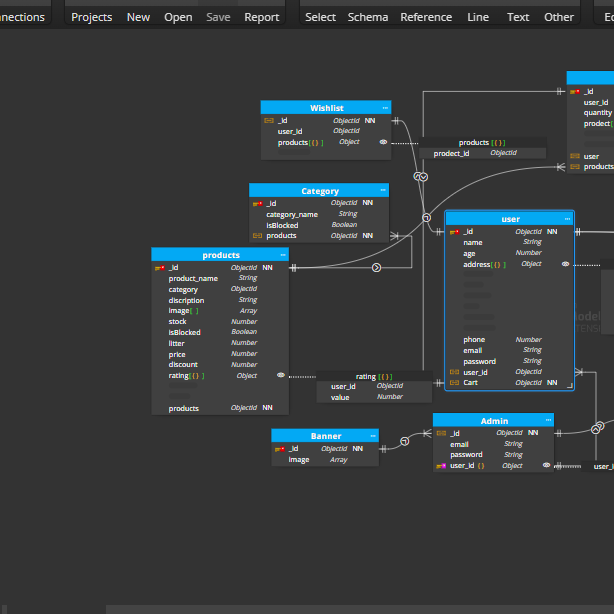 nnections Projects New Open Save Report Select Schema Reference Line Text Other
Wishlist ...
_id ObjectId NN
user_id ObjectId
products[{} ] Object
products [{}]
prodect_id ObjectId
_id
user_id
quantity
prodect[
user
products
Category ...
_id ObjectId NN
category_name String
isBlocked Boolean
products ObjectId NN
user ...
_id ObjectId NN
name String
age Number
address[{} ] Object
phone Number
email String
password String
user_id ObjectId
Cart ObjectId NN
products ...
_id ObjectId NN
product_name String
category ObjectId
discription String
image[ ] Array
stock Number
isBlocked Boolean
litter Number
price Number
discount Number
rating[{} ] Object
products ObjectId NN
rating [{}]
user_id ObjectId
value Number
Banner ...
_id ObjectId NN
image Array
Admin ...
_id ObjectId NN
email String
password String
user_id {} Object
user_i